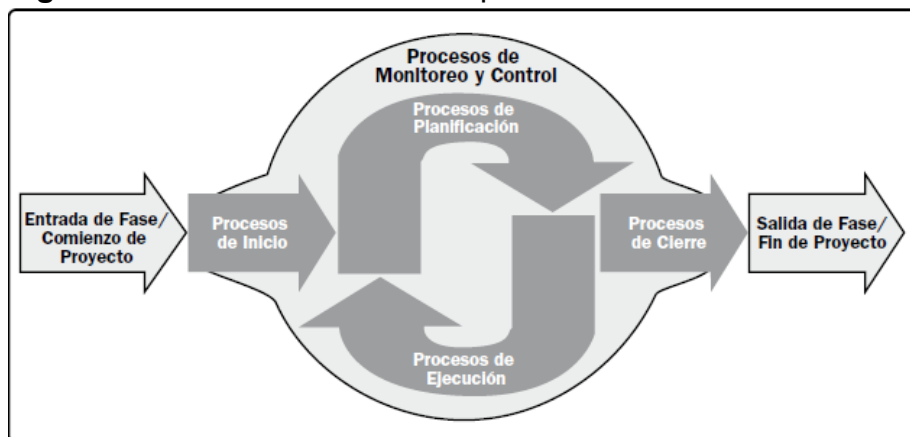 Procesos de
Monitoreo y Control
Procesos de
Planificación
Entrada de Fase/
Comienzo de
Proyecto
Procesos
de Inicio
Procesos
de Cierre
Salida de Fase/
Fin de Proyecto
Procesos de
Ejecución